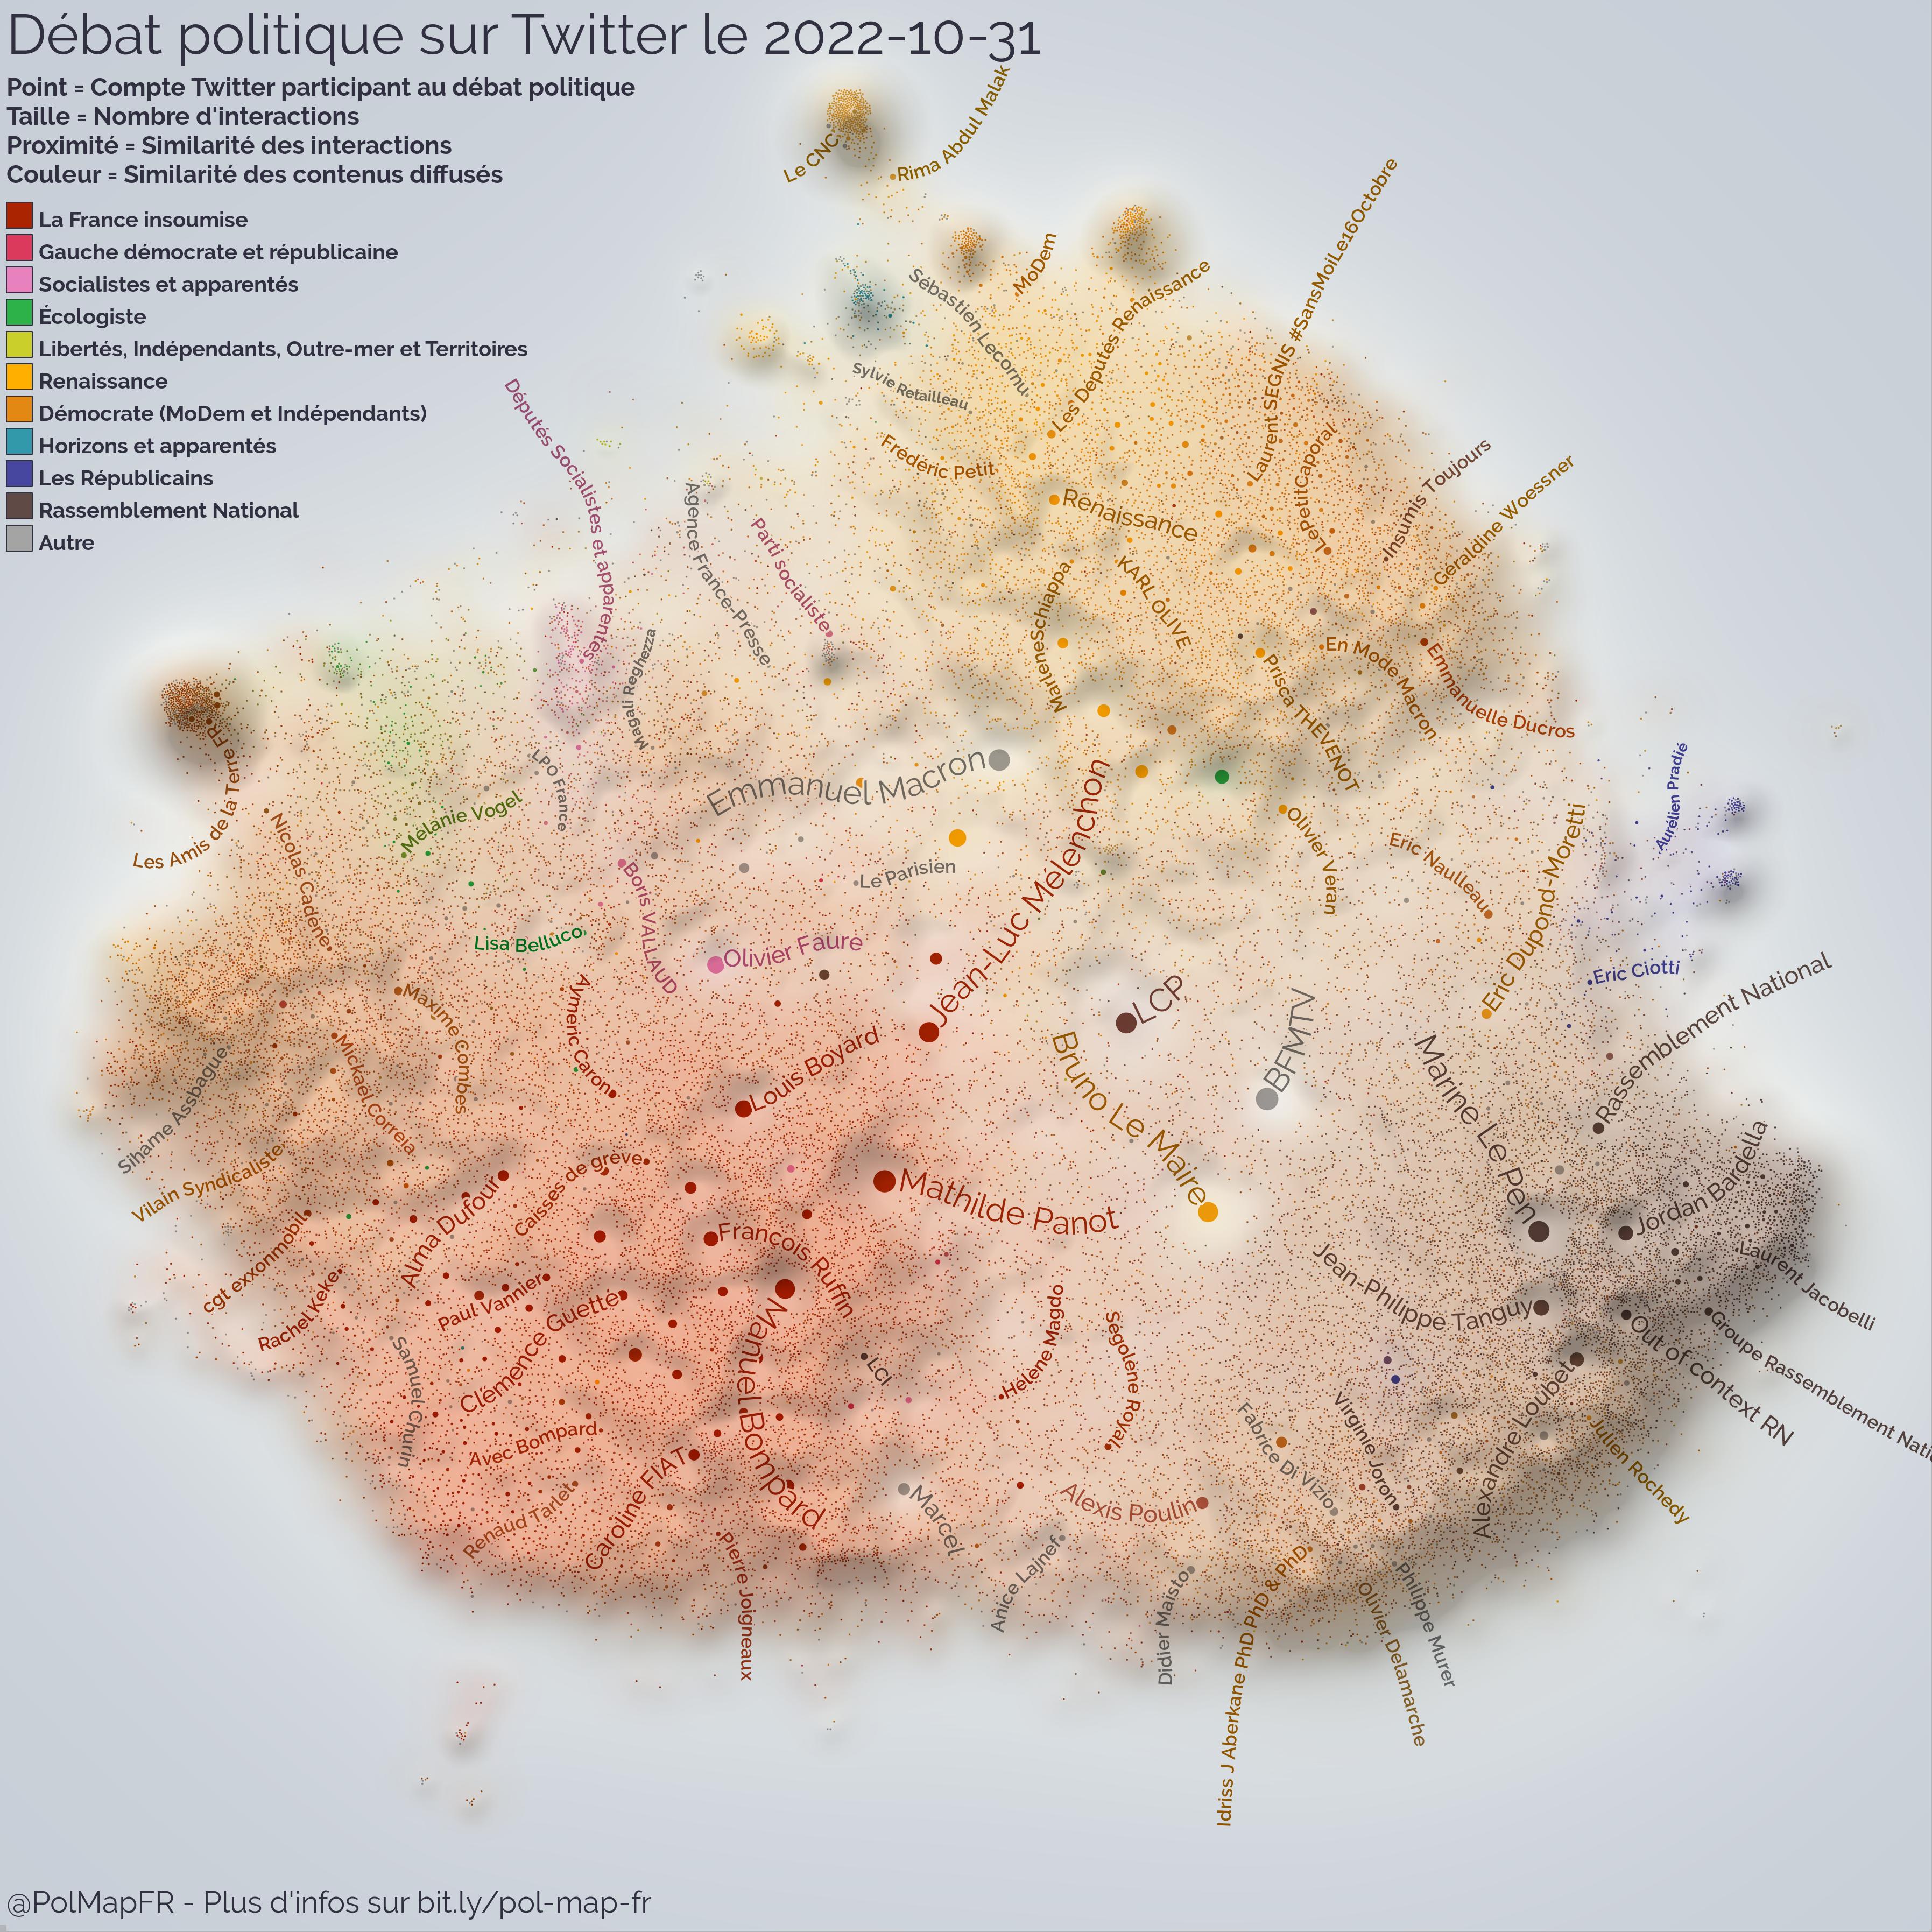 Débat politique sur Twitter le 2022-10-31
Point = Compte Twitter participant au débat politique
Taille = Nombre d'interactions
Proximité = Similarité des interactions
Couleur = Similarité des contenus diffusés
La France insoumise
Gauche démocrate et républicaine
Socialistes et apparentés
Écologiste
Libertés, Indépendants, Outre-mer et Territoires
Renaissance
Démocrate (MoDem et Indépendants)
Horizons et apparentés
Les Républicains
Rassemblement National
Autre
Le CNC
Rima Abdul Malak
MoDem
Sébastien Lecornu
Les Députés Renaissance
Laurent SEGNIS #SansMoiLe16Octobre
Sylvie Retailleau
Frédéric Petit
LePetitCaporal
Insumis Toujours
Géraldine Woessner
Députés Socialistes et apparentés
Agence France-Presse
Parti socialiste
Renaissance
KARL OLIVE
MarleneSchiappa
Magali Reghezza
En Mode Macron
Emmanuelle Ducros
Prisca THEVENOT
Les Amis de la Terre FR
LPO France
Emmanuel Macron
Aurélien Pradié
Mélanie Vogel
Nicolas Cadène
Boris VALLAUD
Le Parisien
Jean-Luc Mélenchon
Olivier Véran
Eric Naulleau
Eric Dupond-Moretti
Lisa Belluco
Olivier Faure
Éric Ciotti
Aymeric Caron
Maxime Combes
LCP
BFMTV
Rassemblement National
Sihame Assbague
Mickaël Correia
Louis Boyard
Bruno Le Maire
Marine Le Pen
Vilain Syndicaliste
Caisses de grève
Alma Dufour
Mathilde Panot
Jordan Bardella
cgt exxonmobil
François Ruffin
Laurent Jacobelli
Rachel Keke
Paul Vannier
Clémence Guetté
Manuel Bompard
Hélène Magdo
Ségolène Royal
Jean-Philippe Tanguy
Out of Context RN
Groupe Rassemblement Natio
Samuel Churin
LCI
Avec Bompard
Caroline FIAT
Fabrice Di Vizio
Virginie Joron
Alexandre Loubet
Julien Rochedy
Renaud Tarlet
Marcel
Alexis Poulin
Pierre Joigneaux
Anice Lajnef
Didier Maïsto
Idriss J Aberkane PhD PhD & PhD
Olivier Delamarche
Philippe Murer
@PolMapFR - Plus d'infos sur bit.ly/pol-map-fr